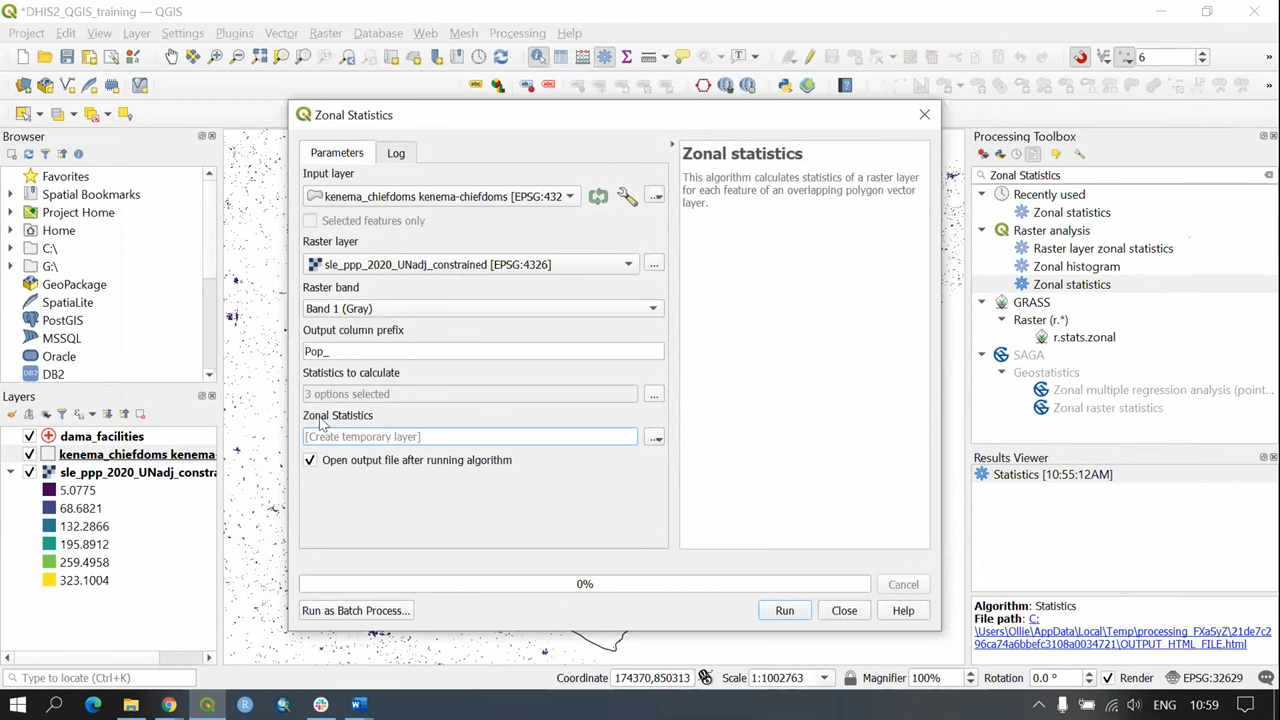 *DHIS2_QGIS_training — QGIS
Project Edit View Layer Settings Plugins Vector Raster Database Web Mesh Processing Help
6
Browser
Favorites
Spatial Bookmarks
Project Home
Home
C:\
G:\
GeoPackage
SpatiaLite
PostGIS
MSSQL
Oracle
DB2
Layers
dama_facilities
kenema_chiefdoms kenema
sle_ppp_2020_UNadj_constra
5.0775
68.6821
132.2866
195.8912
259.4958
323.1004
Zonal Statistics
Parameters Log
Input layer
kenema_chiefdoms kenema-chiefdoms [EPSG:432
Selected features only
Raster layer
sle_ppp_2020_UNadj_constrained [EPSG:4326]
Raster band
Band 1 (Gray)
Output column prefix
Pop_
Statistics to calculate
3 options selected
Zonal Statistics
[Create temporary layer]
Open output file after running algorithm
Zonal statistics
This algorithm calculates statistics of a raster layer
for each feature of an overlapping polygon vector
layer.
0% Cancel
Run as Batch Process... Run Close Help
Processing Toolbox
Zonal Statistics
Recently used
Zonal statistics
Raster analysis
Raster layer zonal statistics
Zonal histogram
Zonal statistics
GRASS
Raster (r.*)
r.stats.zonal
SAGA
Geostatistics
Zonal multiple regression analysis (point...
Zonal raster statistics
Results Viewer
Statistics [10:55:12AM]
Algorithm: Statistics
File path: C:
\Users\Ollie/AppData\Local\Temp\processing_FXaSyZ\21de7c2
96ca74a6bbefc3108a0034721\OUTPUT_HTML_FILE.html
Type to locate (Ctrl+K) Coordinate 174370,850313 Scale 1:1002763 Magnifier 100% Rotation 0.0 ° Render EPSG:32629
ENG 10:59